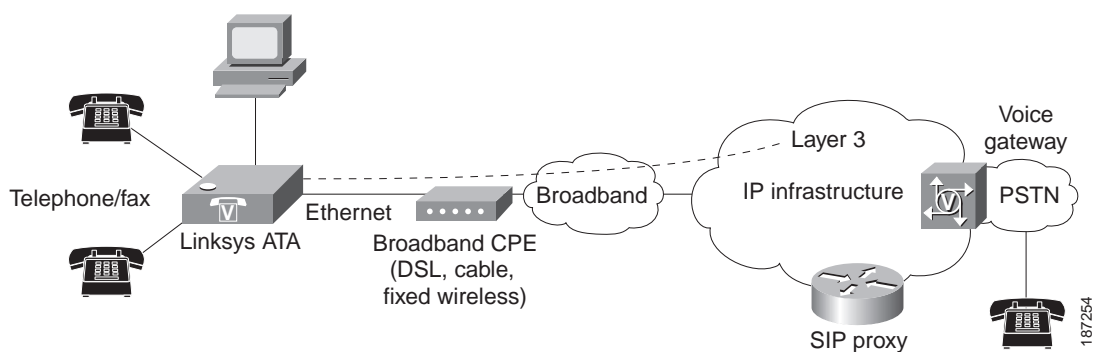 Telephone/fax
Linksys ATA
Ethernet
Broadband CPE
(DSL, cable,
fixed wireless)
Broadband
Layer 3
IP infrastructure
SIP proxy
Voice
gateway
PSTN
V
V
187254